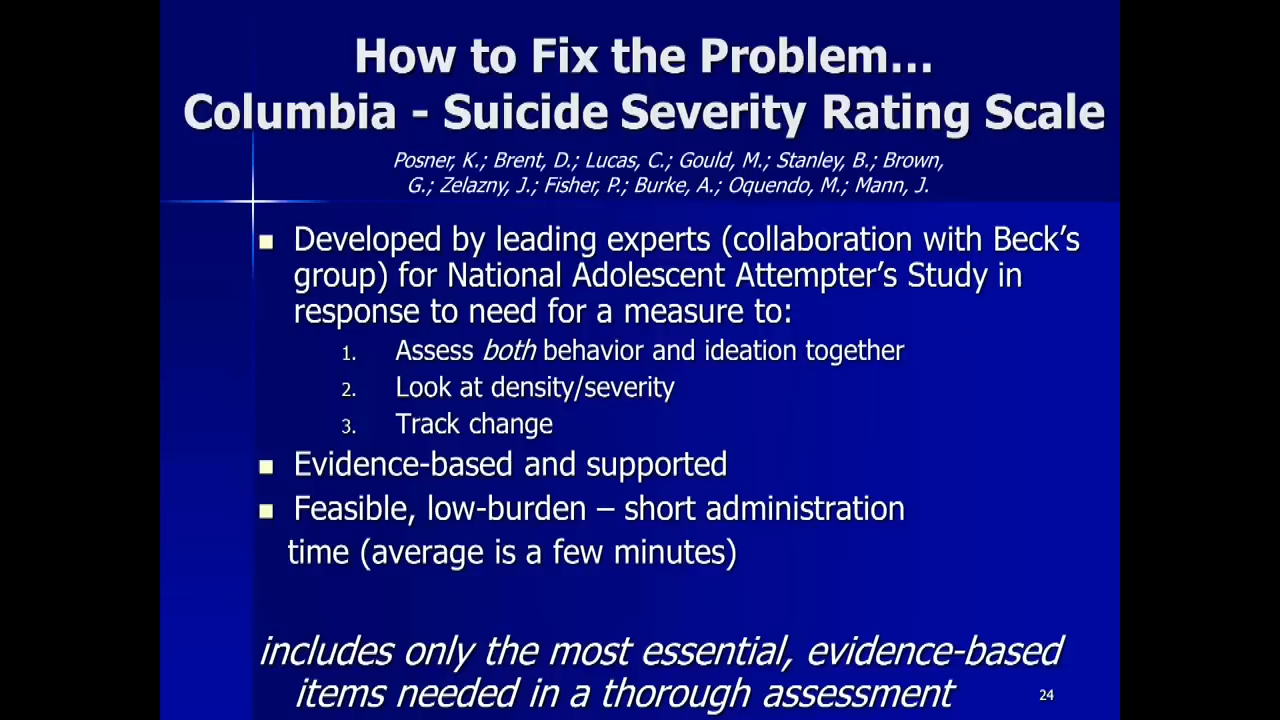 How to Fix the Problem…
Columbia - Suicide Severity Rating Scale
Posner, K.; Brent, D.; Lucas, C.; Gould, M.; Stanley, B.; Brown,
G.; Zelazny, J.; Fisher, P.; Burke, A.; Oquendo, M.; Mann, J.
Developed by leading experts (collaboration with Beck's
group) for National Adolescent Attempter's Study in
response to need for a measure to:
1. Assess both behavior and ideation together
2. Look at density/severity
3. Track change
Evidence-based and supported
Feasible, low-burden – short administration
time (average is a few minutes)
includes only the most essential, evidence-based
items needed in a thorough assessment
24